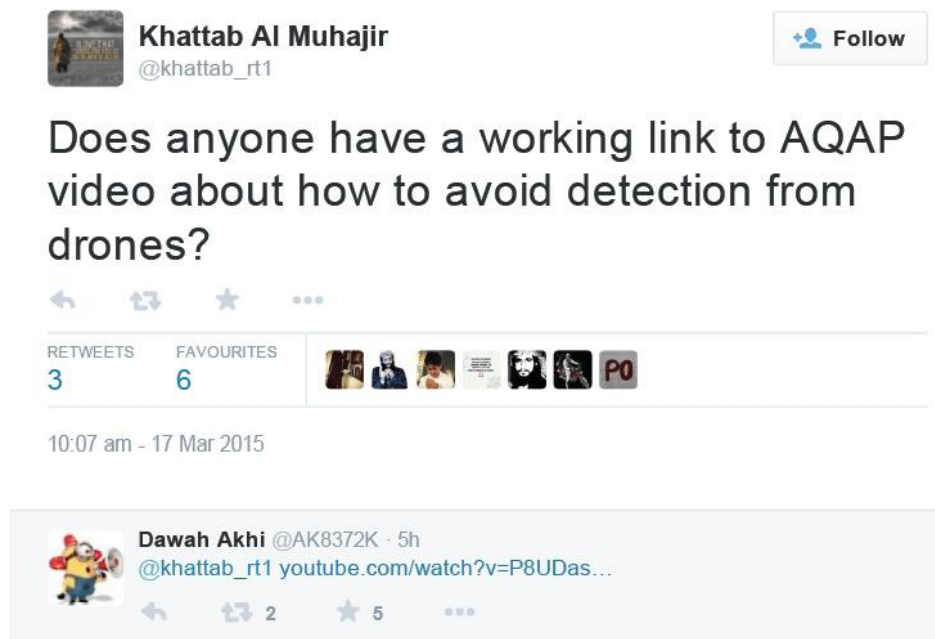 Khattab Al Muhajir
@khattab_rt1
Follow
Does anyone have a working link to AQAP
video about how to avoid detection from
drones?
RETWEETS FAVOURITES
3 6
PO
10:07 am - 17 Mar 2015
Dawah Akhi @AK8372K · 5h
@khattab_rt1 youtube.com/watch?v=P8UDas...
2 5